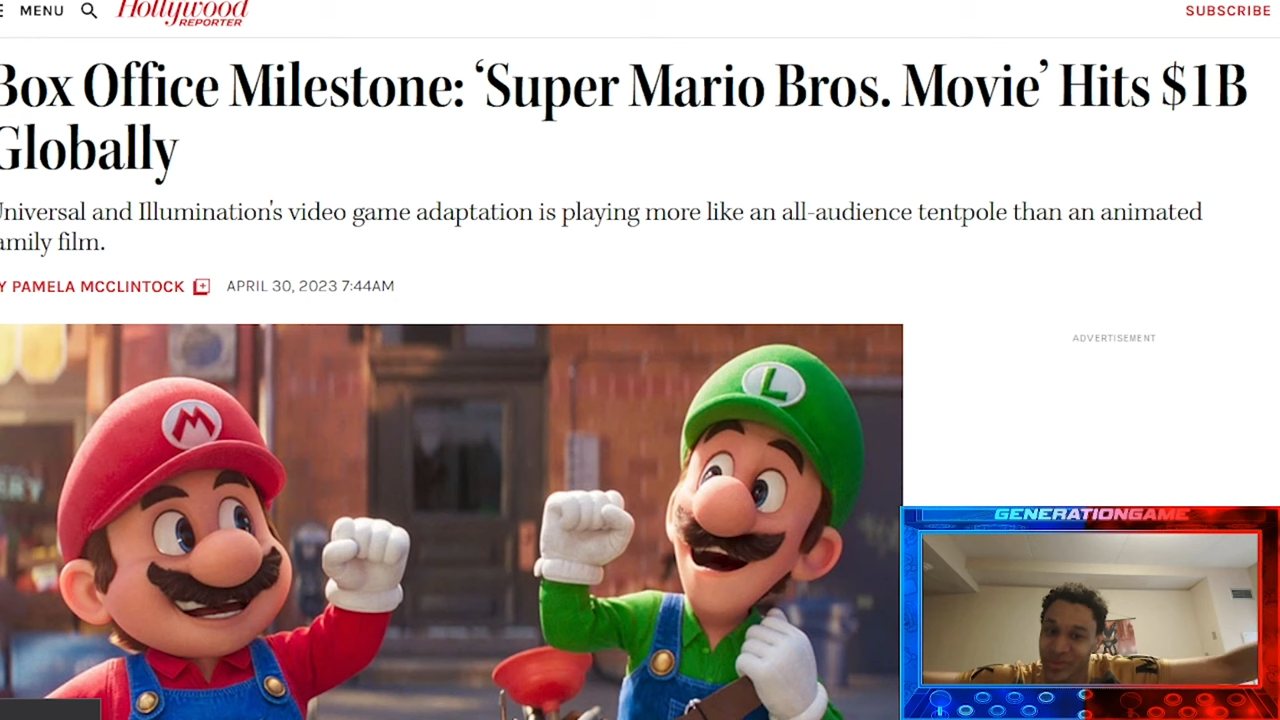 MENU Hollywood SUBSCRIBE
REPORTER
Box Office Milestone: ‘Super Mario Bros. Movie’ Hits $1B
Globally
Universal and Illumination's video game adaptation is playing more like an all-audience tentpole than an animated
family film.
Y PAMELA MCCLINTOCK APRIL 30, 2023 7:44AM
ADVERTISEMENT
M
L
ERY
GENERATIONGAME